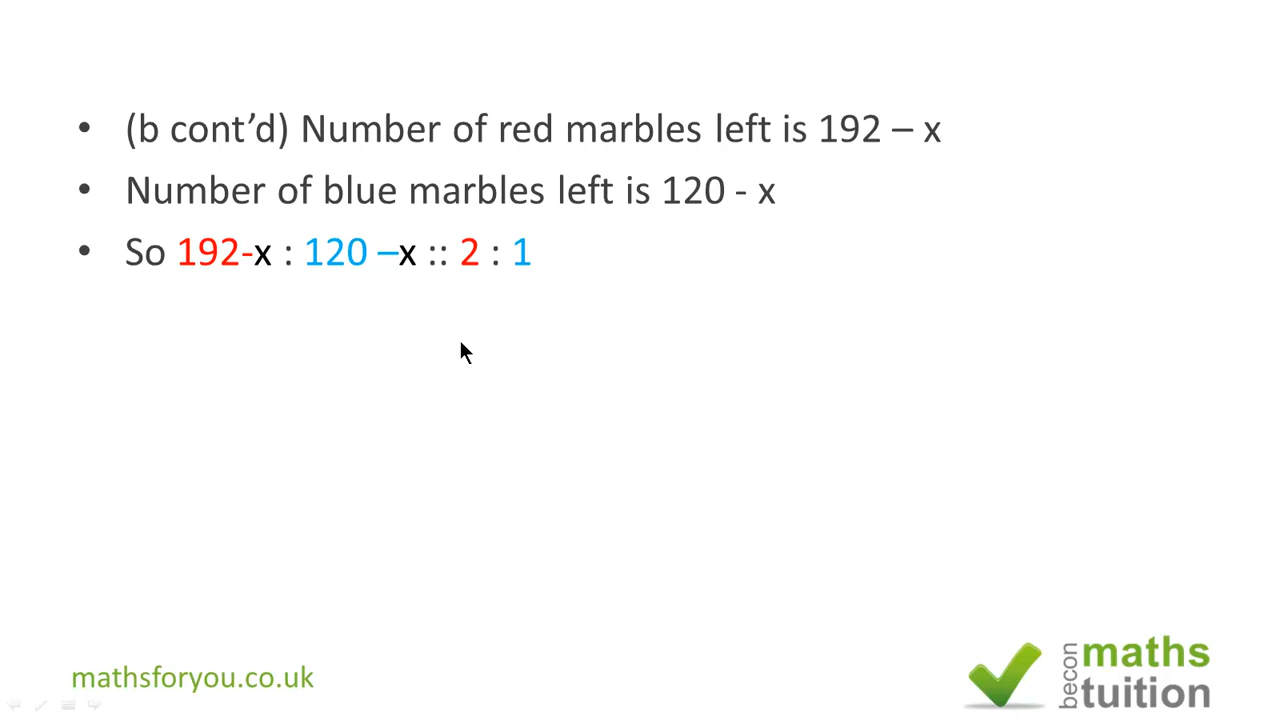 • (b cont’d) Number of red marbles left is 192 – x
• Number of blue marbles left is 120 - x
• So 192-x : 120 –x :: 2 : 1
mathsforyou.co.uk
becon
maths
tuition